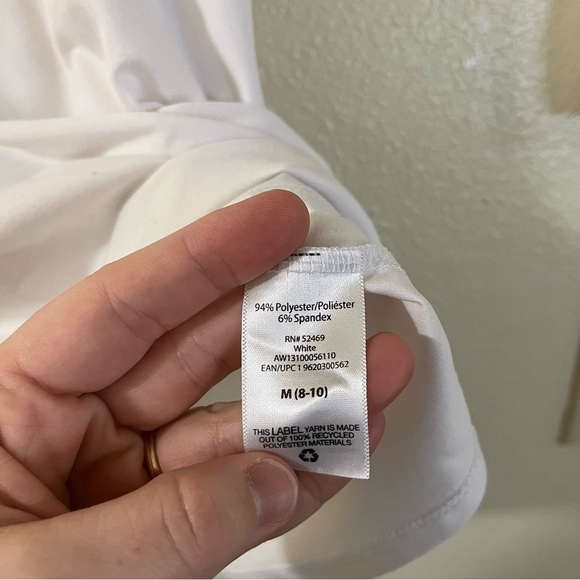 94% Polyester/Poliéster
6% Spandex
RN# 52469
White
AW13100056110
EAN/UPC 1 9620300562
M (8-10)
THIS LABEL YARN IS MADE
OUT OF 100% RECYCLED
POLYESTER MATERIALS